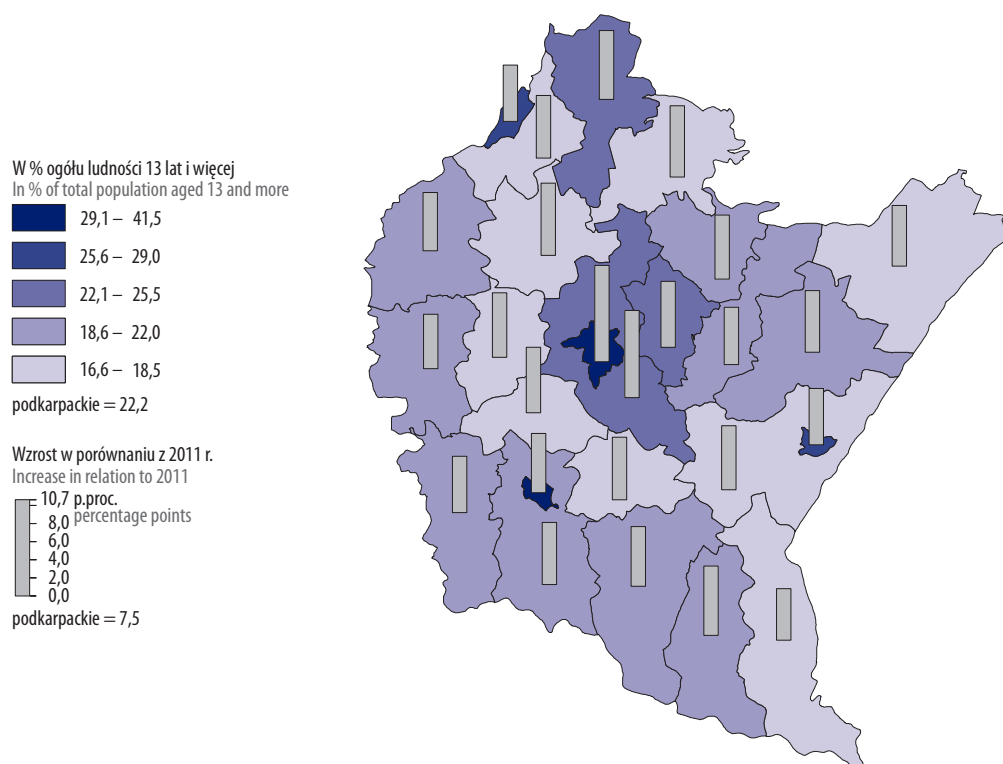 W % ogółu ludności 13 lat i więcej
In % of total population aged 13 and more
29,1 – 41,5
25,6 – 29,0
22,1 – 25,5
18,6 – 22,0
16,6 – 18,5
podkarpackie = 22,2
Wzrost w porównaniu z 2011 r.
Increase in relation to 2011
10,7 p.proc.
percentage points
8,0
6,0
4,0
2,0
0,0
podkarpackie = 7,5